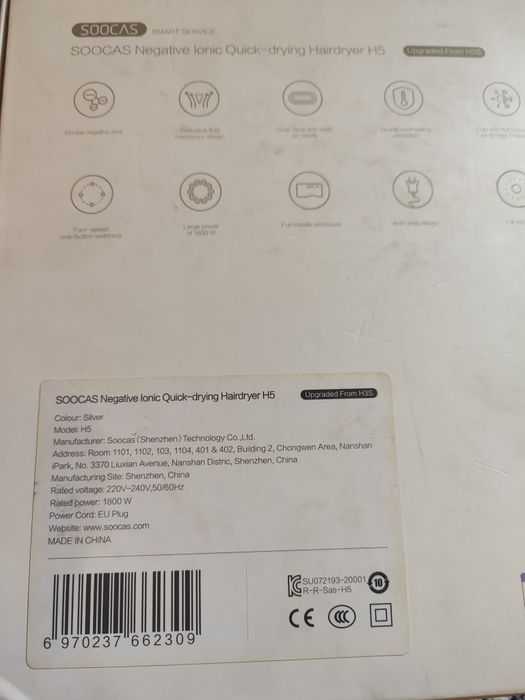 SOOCAS SMART SERVICE
SOOCAS Negative Ionic Quick-drying Hairdryer H5 Upgraded From H3S
Double negative ions
Four-speed
one-button switching
Large power
of 1800 W
Full metallic enclosure
SOOCAS Negative Ionic Quick-drying Hairdryer H5 Upgraded From H3S
Colour: Silver
Model: H5
Manufacturer: Soocas (Shenzhen) Technology Co.,Ltd.
Address: Room 1101, 1102, 103, 1104, 401 & 402, Building 2, Chongwen Area, Nanshan
iPark, No. 3370 Liuxian Avenue, Nanshan Distric, Shenzhen, China
Manufacturing Site: Shenzhen, China
Rated voltage: 220V~240V,50/60Hz
Rated power: 1800 W
Power Cord: EU Plug
Website: www.soocas.com
MADE IN CHINA
SU072193-20001
R-R-Sas-H5
10
CE CCC
6 970237 662309